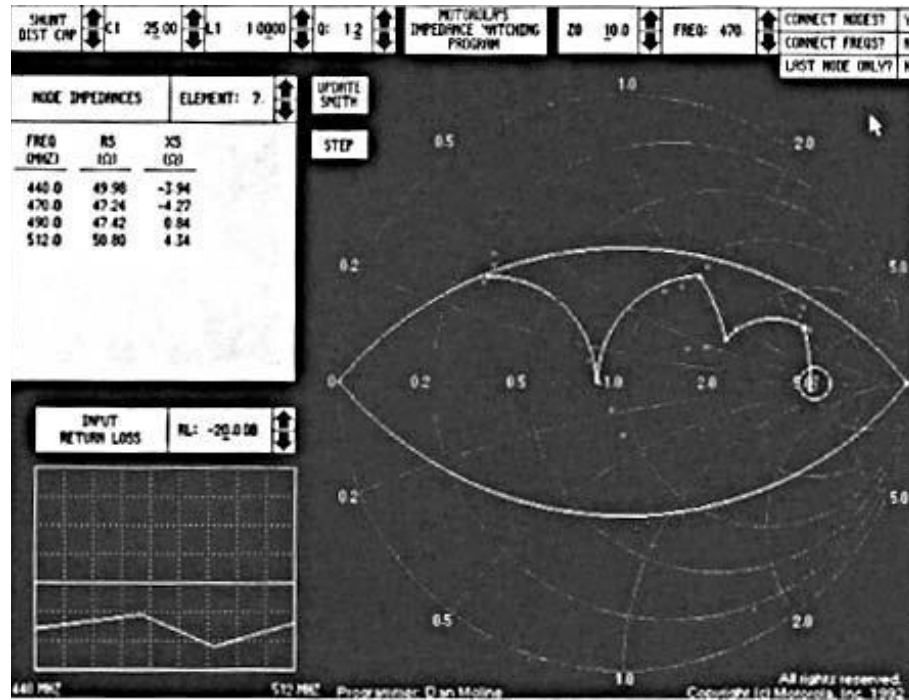 SHUNT
DIST CAP
C1 25.00
L1 1.0000
Q: 1.2
MOTOROLA'S
IMPEDANCE MATCHING
PROGRAM
Z0 10.0
FREQ: 470.
CONNECT NODES? Y
CONNECT FREQS? N
LAST NODE ONLY? N
NODE IMPEDANCES
ELEMENT: 7.
UPDATE
SMITH
STEP
FREQ RS XS
(MHZ) (Ω) (Ω)
440.0 49.98 -3.94
470.0 47.24 -4.27
490.0 47.42 0.84
512.0 50.80 4.34
1.0
0.5
2.0
0.2
5.0
0 0.2 0.5 1.0 2.0
0.2
5.0
0.5
2.0
1.0
INPUT
RETURN LOSS
RL: -20.0 DB
440 MHZ
512 MHZ
Programmer: Dan Moline
All rights reserved.
Copyright (c) Motorola, Inc. 1992